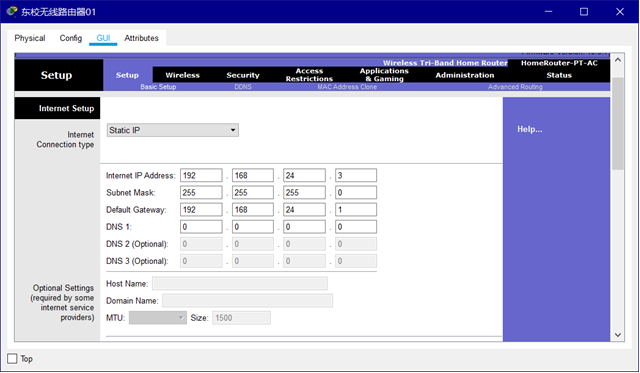 东校无线路由器01
Physical Config GUI Attributes
Wireless Tri-Band Home Router HomeRouter-PT-AC
Setup
Setup Wireless Security Access Restrictions Applications & Gaming Administration Status
Basic Setup DDNS MAC Address Clone Advanced Routing
Internet Setup
Internet Connection type
Static IP
Help...
Internet IP Address: 192 . 168 . 24 . 3
Subnet Mask: 255 . 255 . 255 . 0
Default Gateway: 192 . 168 . 24 . 1
DNS 1: 0 . 0 . 0 . 0
DNS 2 (Optional): 0 . 0 . 0 . 0
DNS 3 (Optional): 0 . 0 . 0 . 0
Optional Settings
(required by some
internet service
providers)
Host Name:
Domain Name:
MTU: Size: 1500
Top